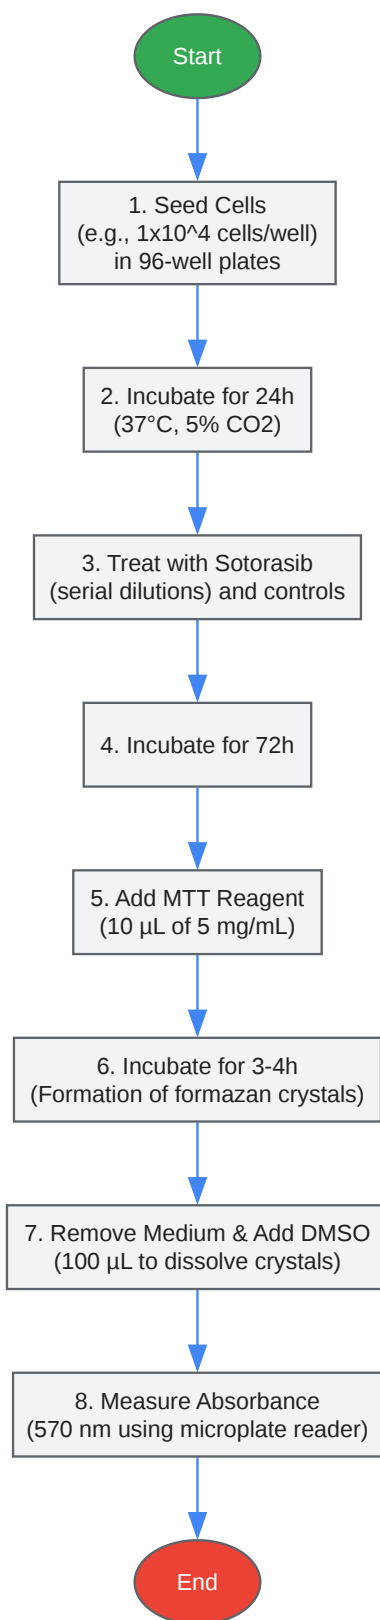 Start
1. Seed Cells
(e.g., 1x10^4 cells/well)
in 96-well plates
2. Incubate for 24h
(37°C, 5% CO2)
3. Treat with Sotorasib
(serial dilutions) and controls
4. Incubate for 72h
5. Add MTT Reagent
(10 µL of 5 mg/mL)
6. Incubate for 3-4h
(Formation of formazan crystals)
7. Remove Medium & Add DMSO
(100 µL to dissolve crystals)
8. Measure Absorbance
(570 nm using microplate reader)
End